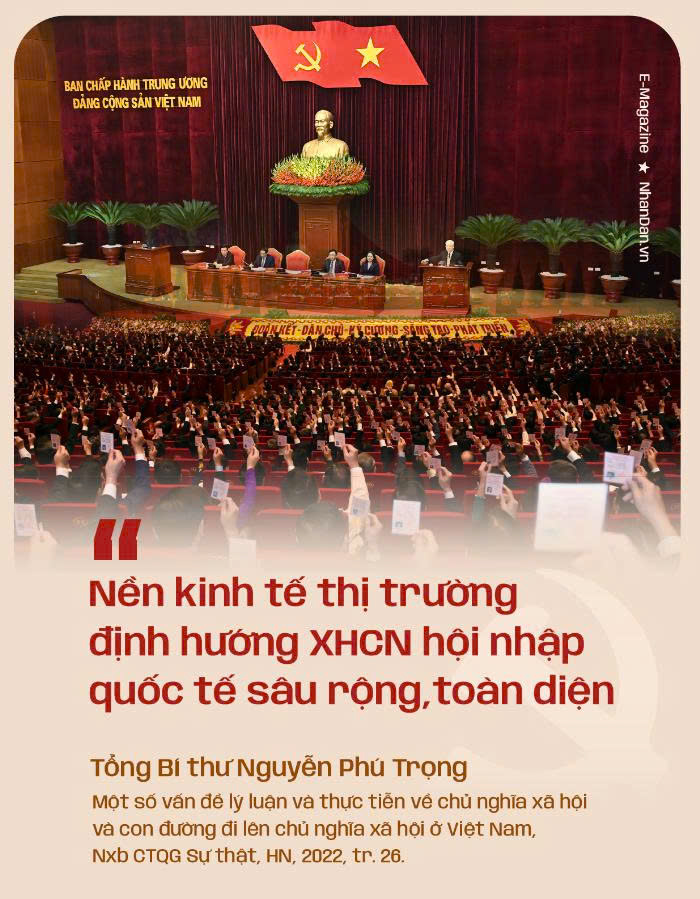 BAN CHẤP HÀNH TRUNG ƯƠNG
ĐẢNG CỘNG SẢN VIỆT NAM
E-Magazine ★ NhanDan.vn
ĐOÀN KẾT - DÂN CHỦ - KỶ CƯƠNG - SÁNG TẠO - PHÁT TRIỂN
“
Nền kinh tế thị trường
định hướng XHCN hội nhập
quốc tế sâu rộng, toàn diện
Tổng Bí thư Nguyễn Phú Trọng
Một số vấn đề lý luận và thực tiễn về chủ nghĩa xã hội
và con đường đi lên chủ nghĩa xã hội ở Việt Nam,
Nxb CTQG Sự thật, HN, 2022, tr. 26.